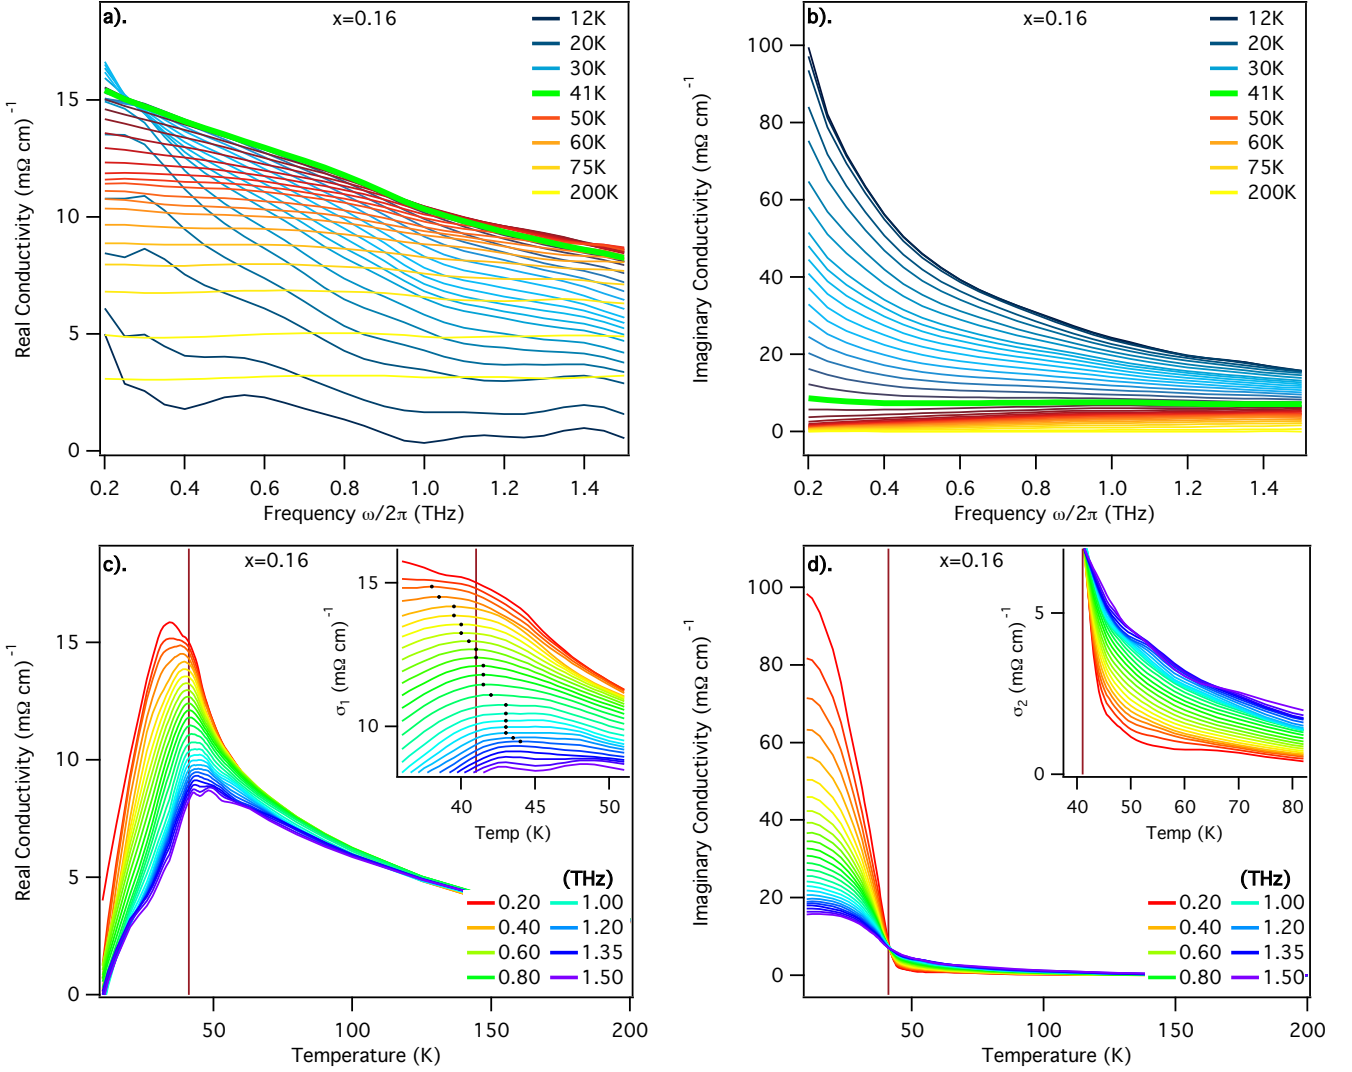 a).
x=0.16
12K
20K
30K
41K
50K
60K
75K
200K
Real Conductivity (mΩ cm)⁻¹
15
10
5
0
0.2 0.4 0.6 0.8 1.0 1.2 1.4
Frequency ω/2π (THz)
b).
x=0.16
12K
20K
30K
41K
50K
60K
75K
200K
Imaginary Conductivity (mΩ cm)⁻¹
100
80
60
40
20
0
0.2 0.4 0.6 0.8 1.0 1.2 1.4
Frequency ω/2π (THz)
c).
x=0.16
Real Conductivity (mΩ cm)⁻¹
15
10
5
0
50 100 150 200
Temperature (K)
σ₁ (mΩ cm)⁻¹
15
10
40 45 50
Temp (K)
(THz)
0.20 1.00
0.40 1.20
0.60 1.35
0.80 1.50
d).
x=0.16
Imaginary Conductivity (mΩ cm)⁻¹
100
80
60
40
20
0
50 100 150 200
Temperature (K)
σ₂ (mΩ cm)⁻¹
5
0
40 50 60 70 80
Temp (K)
(THz)
0.20 1.00
0.40 1.20
0.60 1.35
0.80 1.50